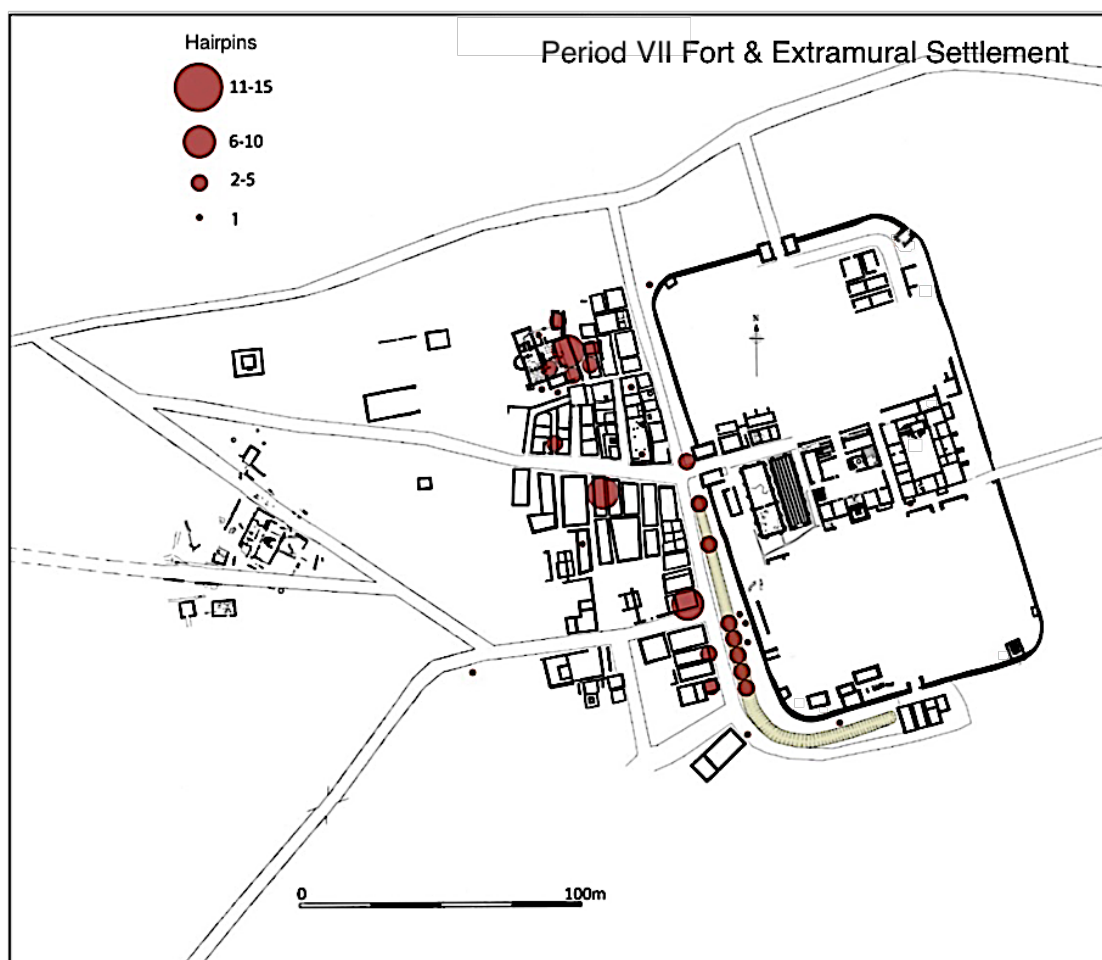 Period VII Fort & Extramural Settlement
Hairpins
11-15
6-10
2-5
1
N
0 100m